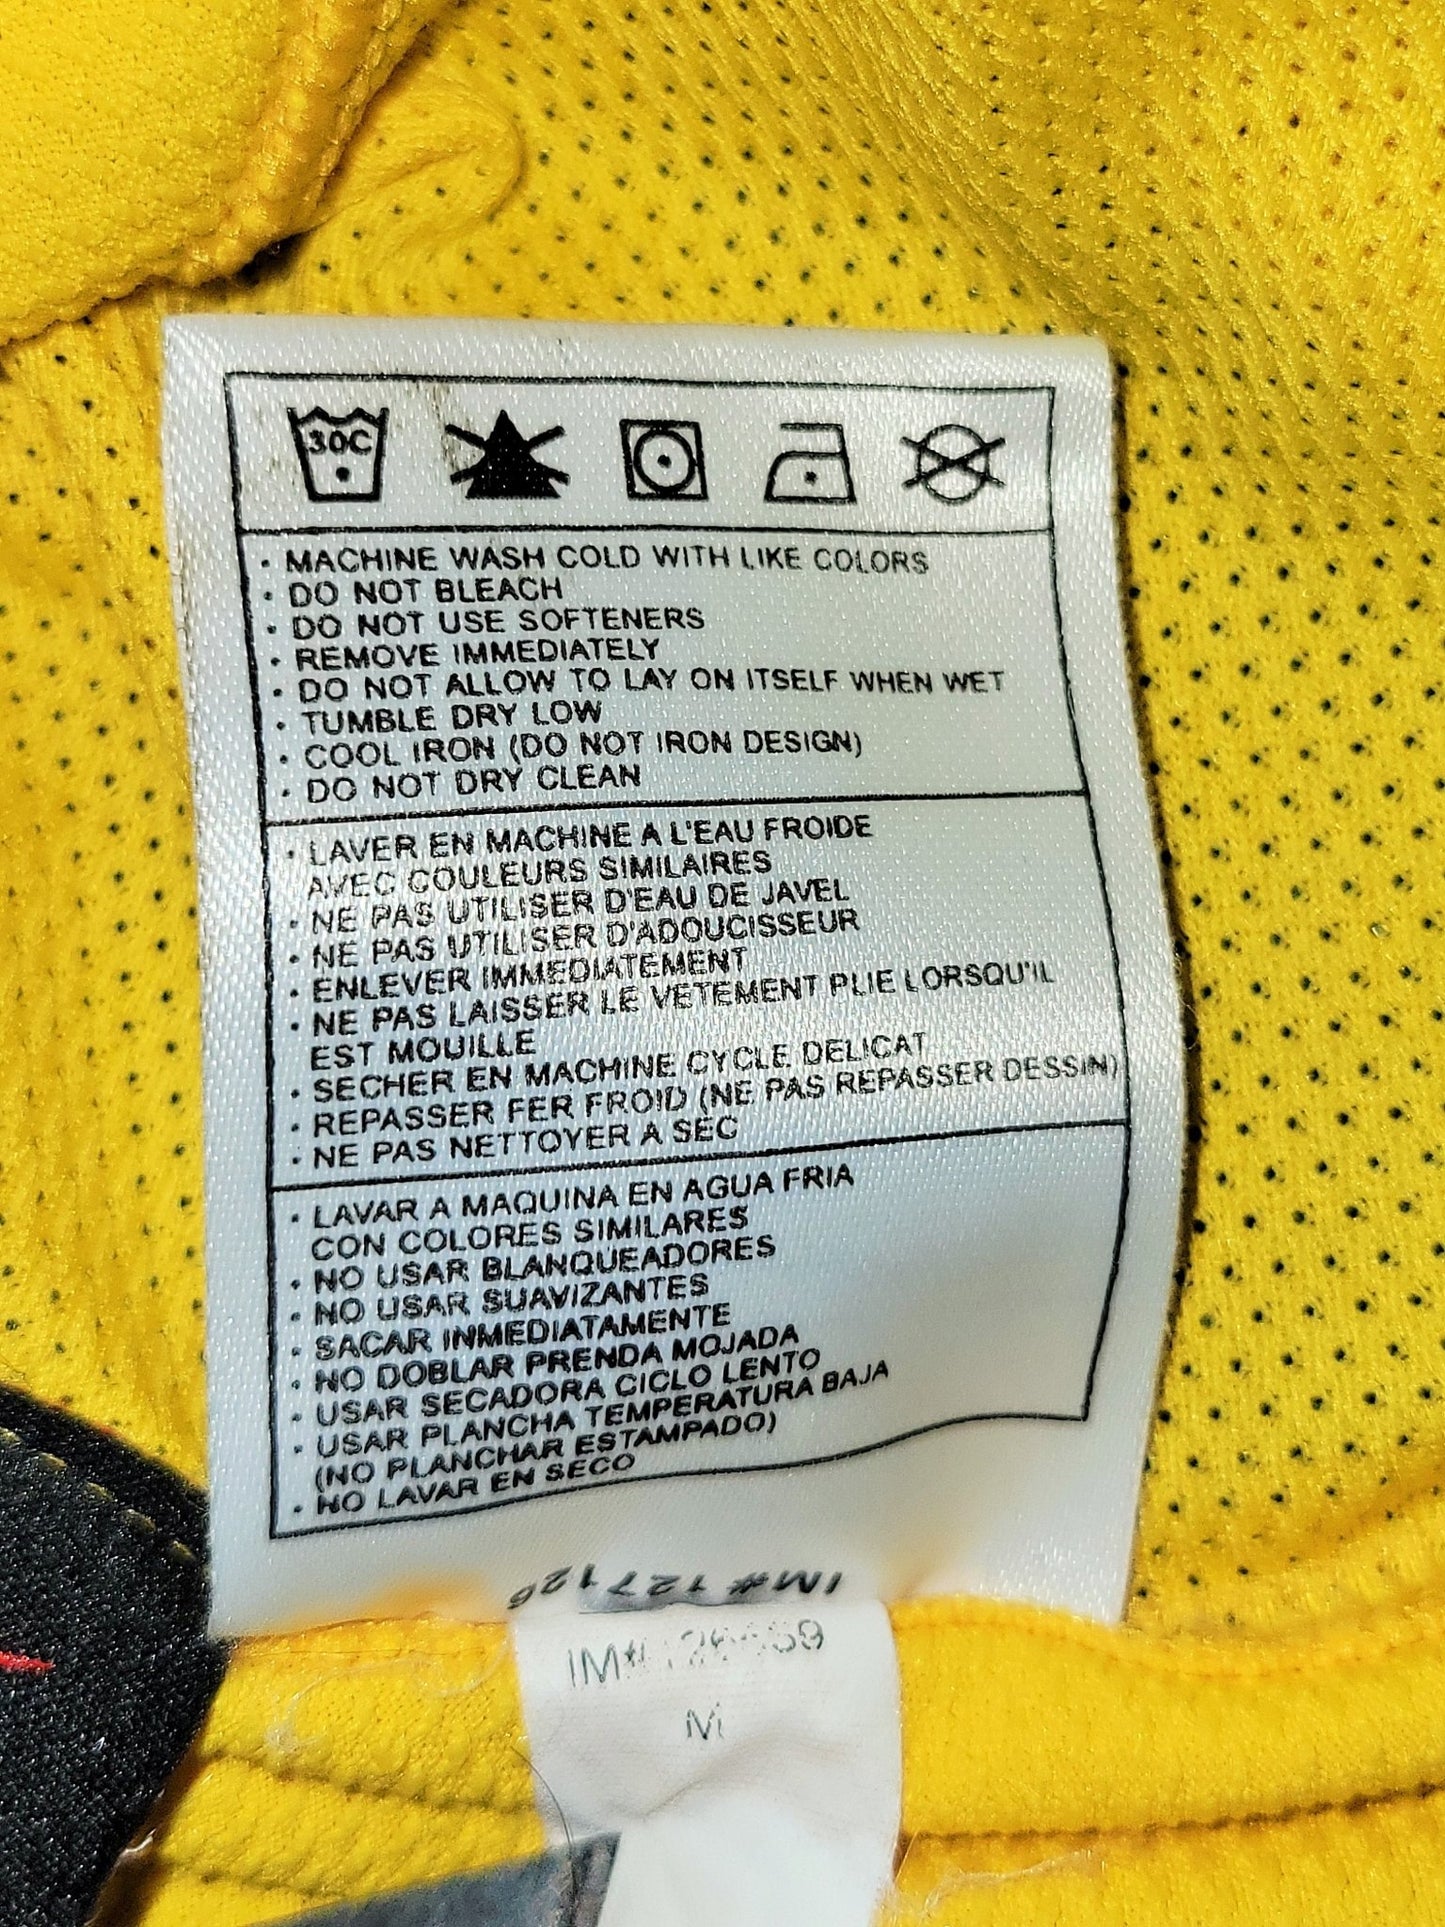 30C
· MACHINE WASH COLD WITH LIKE COLORS
· DO NOT BLEACH
· DO NOT USE SOFTENERS
· REMOVE IMMEDIATELY
· DO NOT ALLOW TO LAY ON ITSELF WHEN WET
· TUMBLE DRY LOW
· COOL IRON (DO NOT IRON DESIGN)
· DO NOT DRY CLEAN
· LAVER EN MACHINE A L'EAU FROIDE
AVEC COULEURS SIMILAIRES
· NE PAS UTILISER D'EAU DE JAVEL
· NE PAS UTILISER D'ADOUCISSEUR
· ENLEVER IMMEDIATEMENT
· NE PAS LAISSER LE VETEMENT PLIE LORSQU'IL
EST MOUILLE
· SECHER EN MACHINE CYCLE DELICAT
· REPASSER FER FROID (NE PAS REPASSER DESSIN)
· NE PAS NETTOYER A SEC
· LAVAR A MAQUINA EN AGUA FRIA
CON COLORES SIMILARES
· NO USAR BLANQUEADORES
· NO USAR SUAVIZANTES
· SACAR INMEDIATAMENTE
· NO DOBLAR PRENDA MOJADA
· USAR SECADORA CICLO LENTO
· USAR PLANCHA TEMPERATURA BAJA
(NO PLANCHAR ESTAMPADO)
· NO LAVAR EN SECO
IM# 127126
M